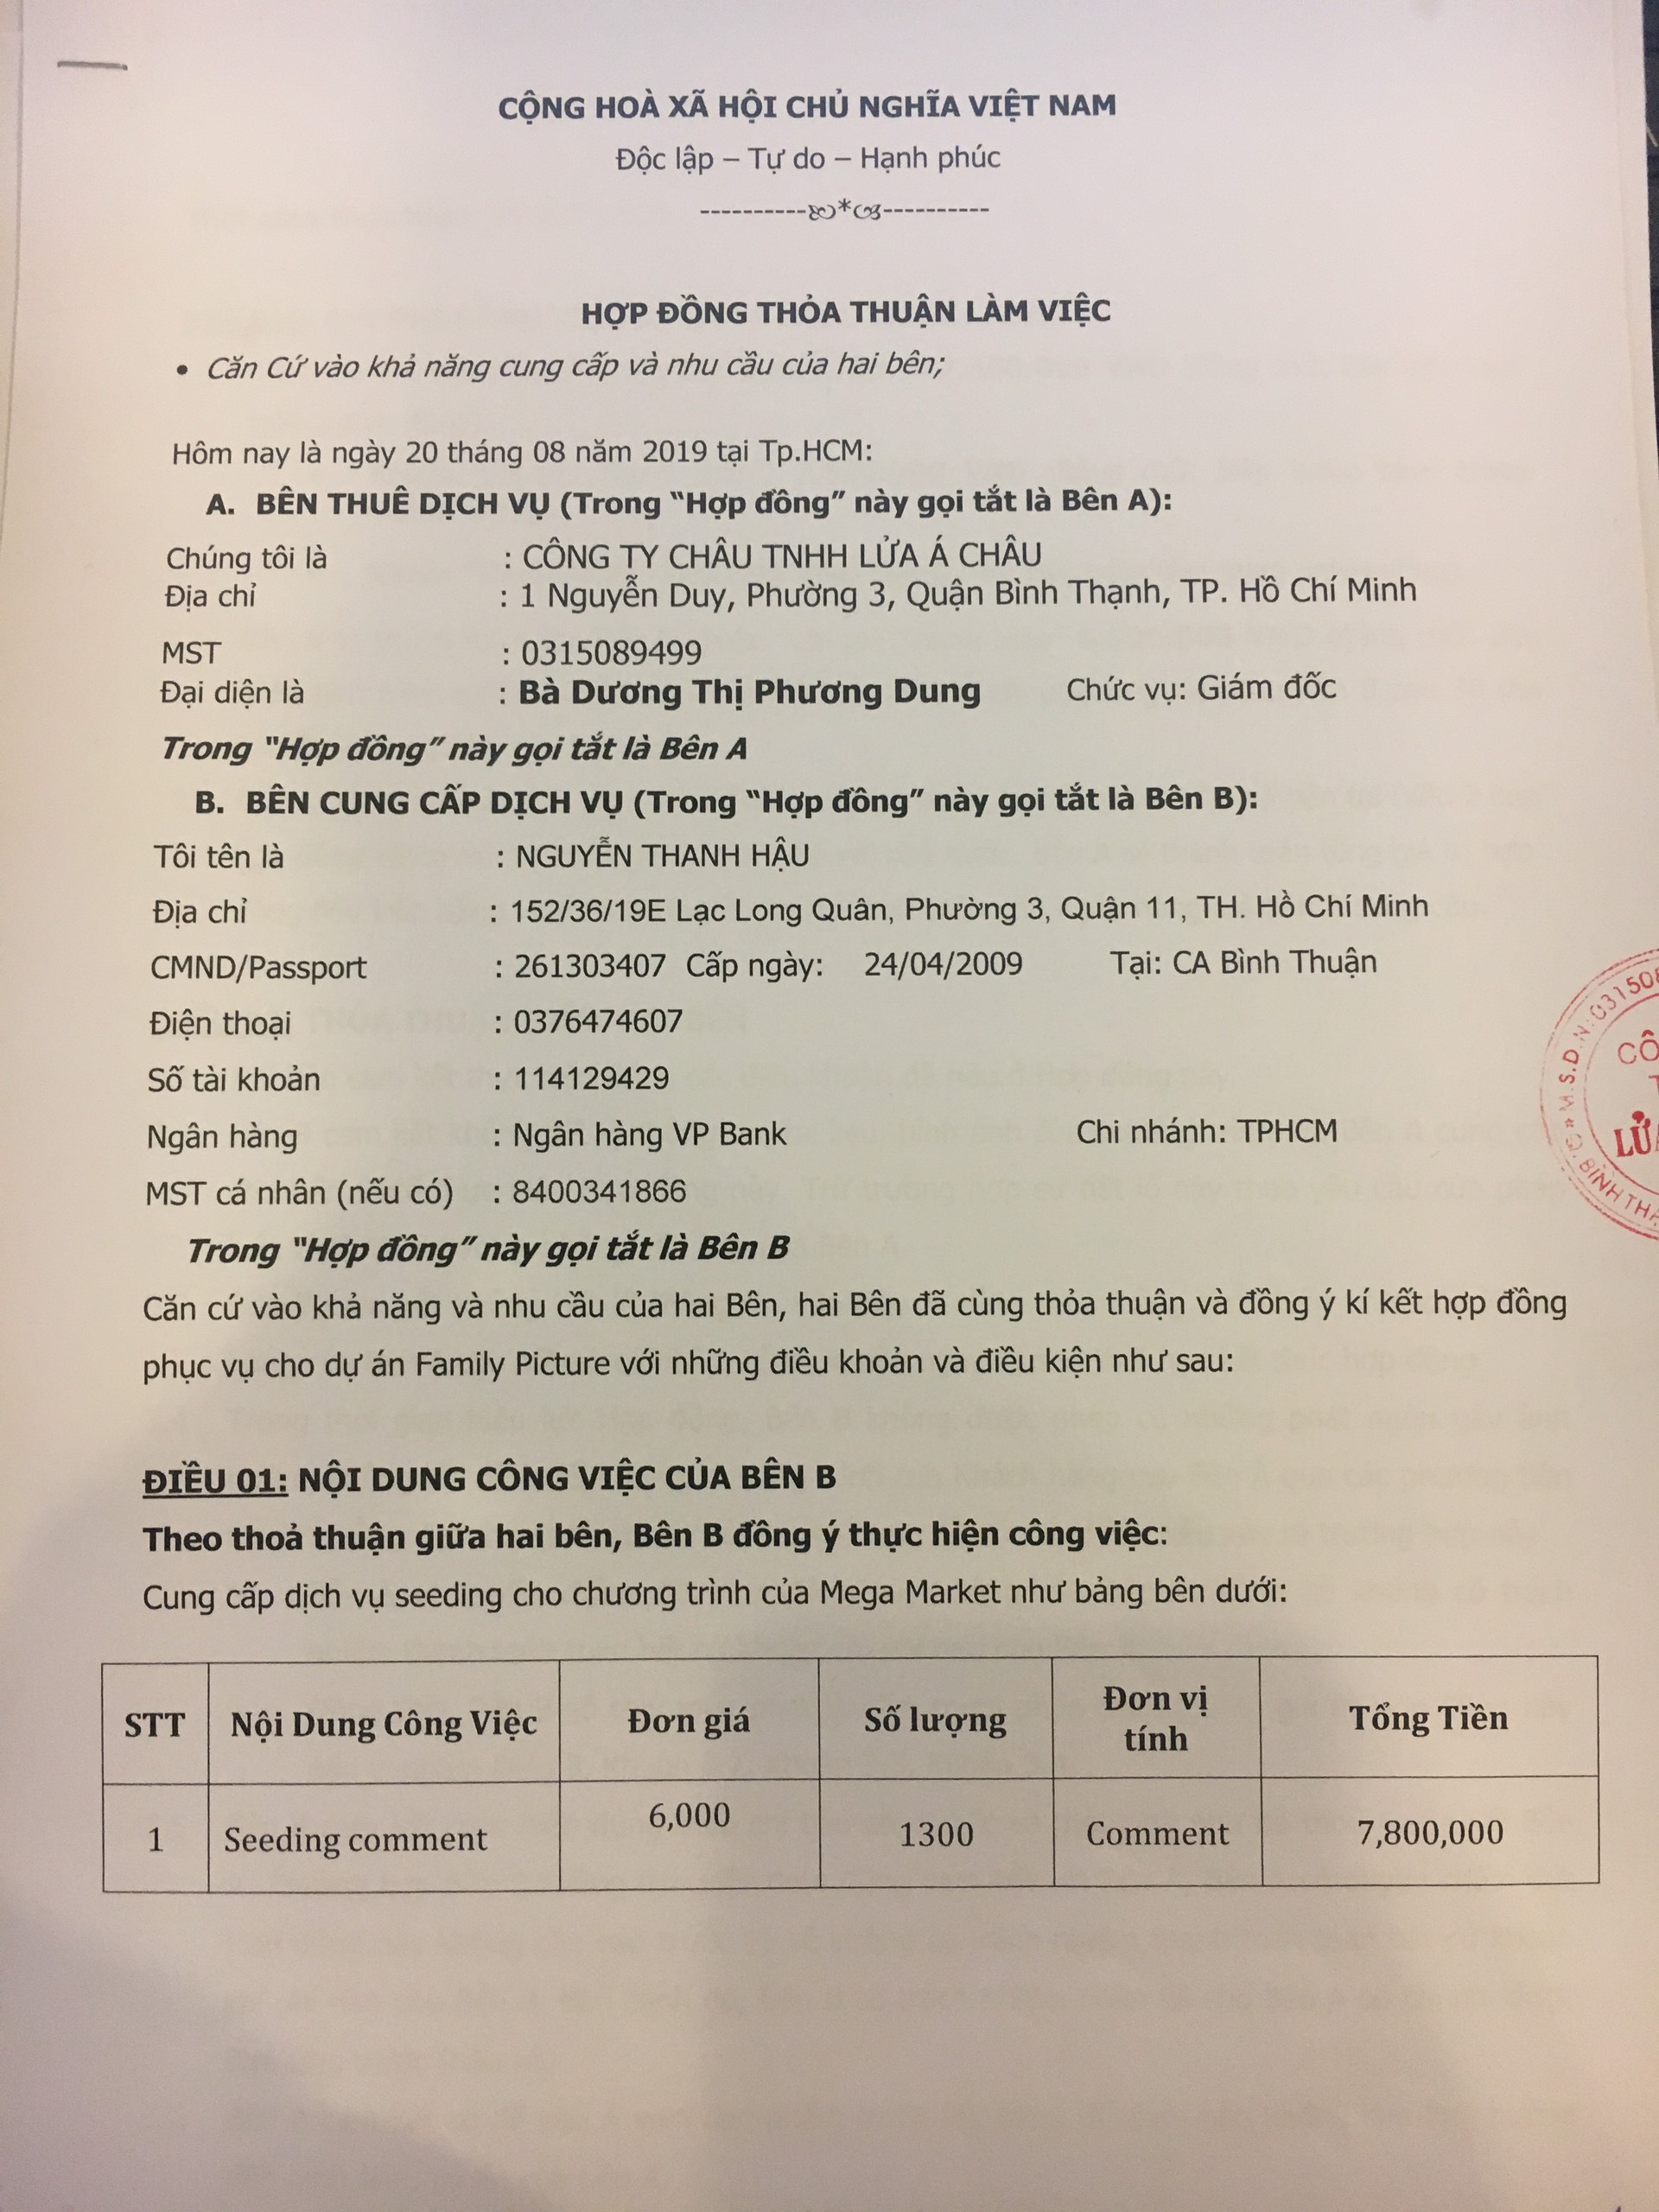 CỘNG HOÀ XÃ HỘI CHỦ NGHĨA VIỆT NAM
Độc lập – Tự do – Hạnh phúc
----------ഔ*ശ----------
HỢP ĐỒNG THỎA THUẬN LÀM VIỆC
• Căn Cứ vào khả năng cung cấp và nhu cầu của hai bên;
Hôm nay là ngày 20 tháng 08 năm 2019 tại Tp.HCM:
A. BÊN THUÊ DỊCH VỤ (Trong “Hợp đồng” này gọi tắt là Bên A):
Chúng tôi là : CÔNG TY CHÂU TNHH LỬA Á CHÂU
Địa chỉ : 1 Nguyễn Duy, Phường 3, Quận Bình Thạnh, TP. Hồ Chí Minh
MST : 0315089499
Đại diện là : Bà Dương Thị Phương Dung Chức vụ: Giám đốc
Trong “Hợp đồng” này gọi tắt là Bên A
B. BÊN CUNG CẤP DỊCH VỤ (Trong “Hợp đồng” này gọi tắt là Bên B):
Tôi tên là : NGUYỄN THANH HẬU
Địa chỉ : 152/36/19E Lạc Long Quân, Phường 3, Quận 11, TH. Hồ Chí Minh
CMND/Passport : 261303407 Cấp ngày: 24/04/2009 Tại: CA Bình Thuận
Điện thoại : 0376474607
Số tài khoản : 114129429
Ngân hàng : Ngân hàng VP Bank Chi nhánh: TPHCM
MST cá nhân (nếu có) : 8400341866
Trong “Hợp đồng” này gọi tắt là Bên B
Căn cứ vào khả năng và nhu cầu của hai Bên, hai Bên đã cùng thỏa thuận và đồng ý kí kết hợp đồng
phục vụ cho dự án Family Picture với những điều khoản và điều kiện như sau:
ĐIỀU 01: NỘI DUNG CÔNG VIỆC CỦA BÊN B
Theo thoả thuận giữa hai bên, Bên B đồng ý thực hiện công việc:
Cung cấp dịch vụ seeding cho chương trình của Mega Market như bảng bên dưới:
STT Nội Dung Công Việc Đơn giá Số lượng Đơn vị tính Tổng Tiền
1 Seeding comment 6,000 1300 Comment 7,800,000
M.S.D.N:03150
CÔ
LỬA
Q. BÌNH THẠ